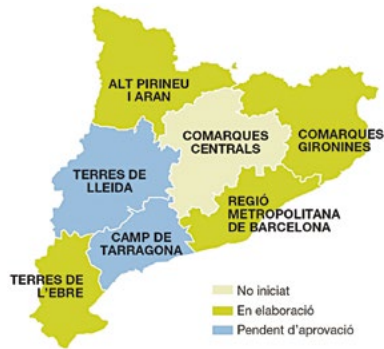 ALT PIRINEU
I ARAN
COMARQUES
CENTRALS
COMARQUES
GIRONINES
TERRES DE
LLEIDA
REGIÓ
METROPOLITANA
DE BARCELONA
CAMP DE
TARRAGONA
TERRES DE
L'EBRE
No iniciat
En elaboració
Pendent d'aprovació